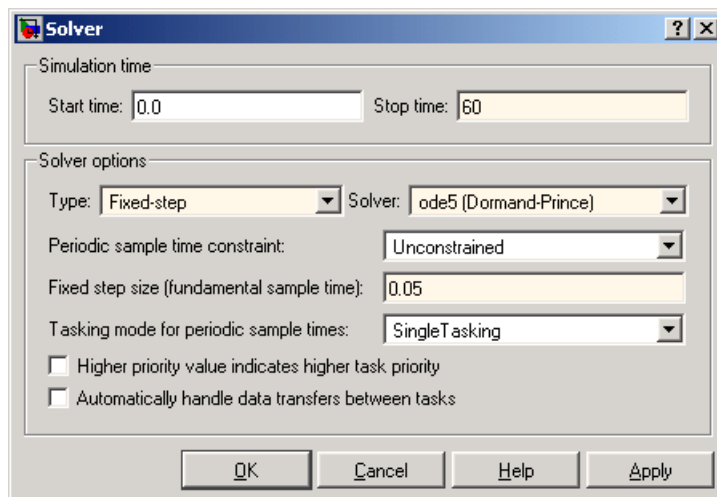 Solver
Simulation time
Start time: 0.0 Stop time: 60
Solver options
Type: Fixed-step Solver: ode5 (Dormand-Prince)
Periodic sample time constraint: Unconstrained
Fixed step size (fundamental sample time): 0.05
Tasking mode for periodic sample times: SingleTasking
Higher priority value indicates higher task priority
Automatically handle data transfers between tasks
OK Cancel Help Apply